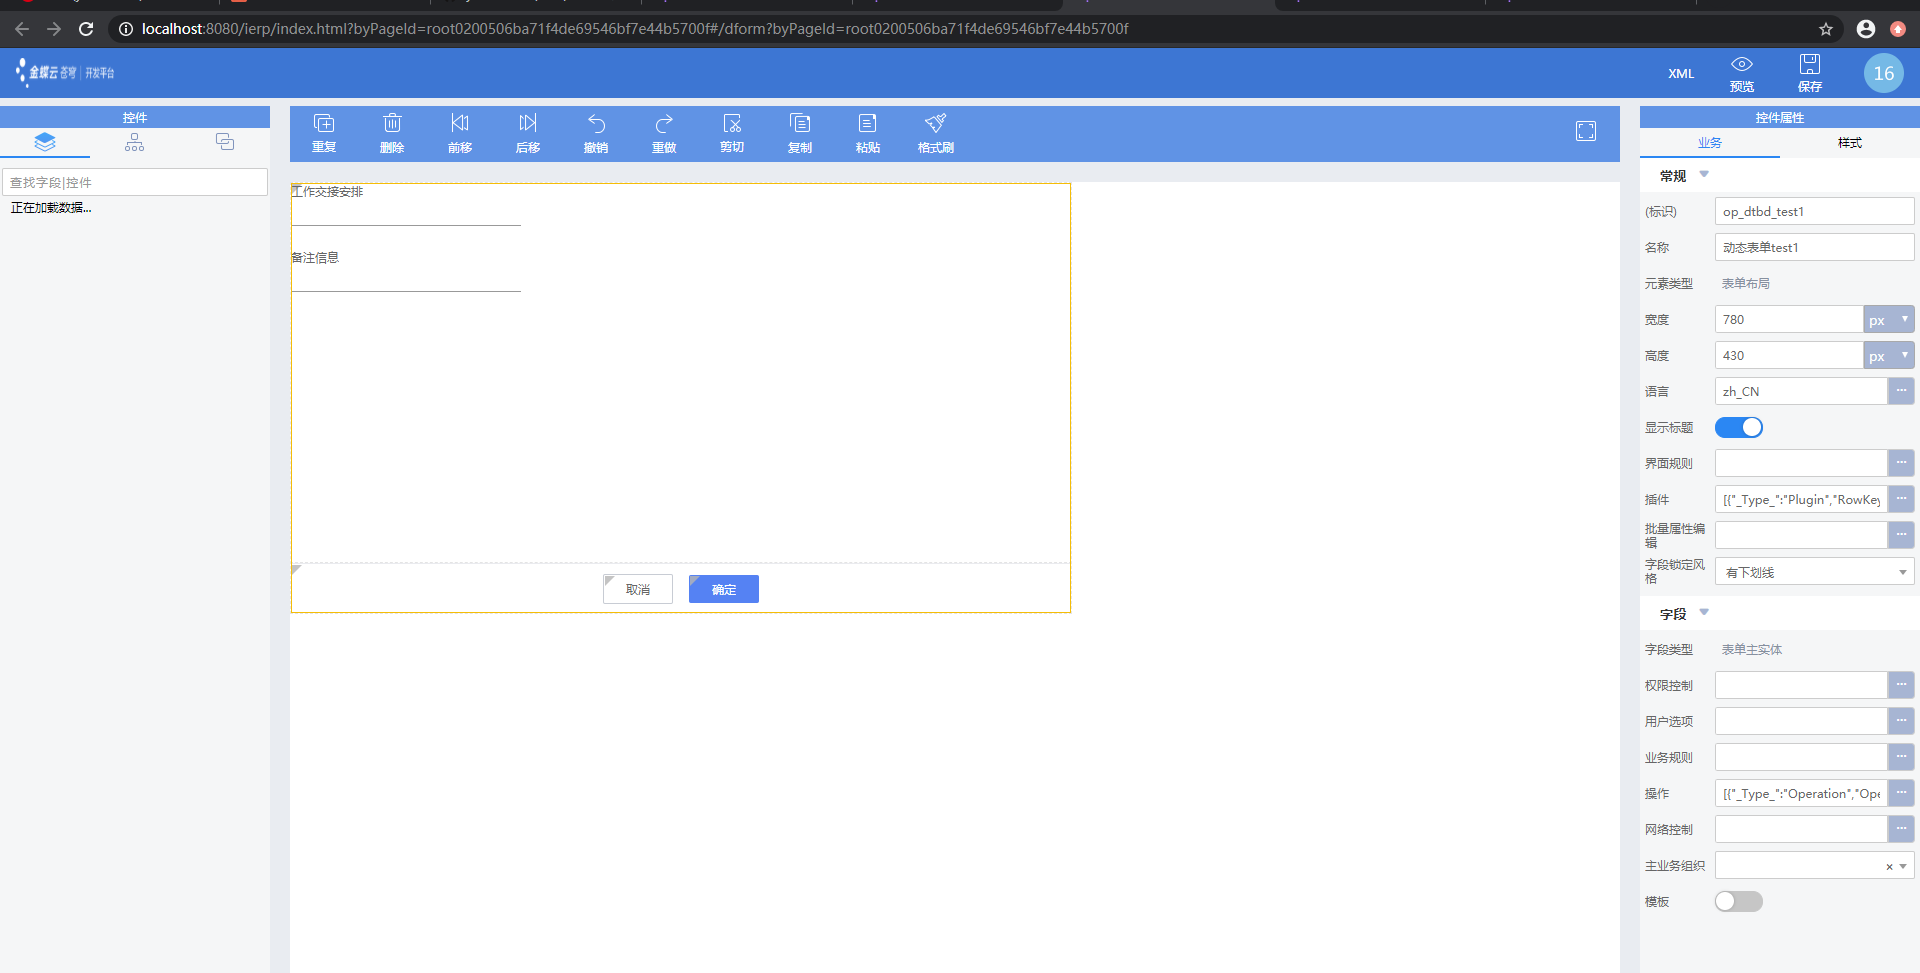 localhost:8080/ierp/index.html?byPageId=root0200506ba71f4de69546bf7e44b5700f#/dform?byPageId=root0200506ba71f4de69546bf7e44b5700f
金蝶云 苍穹 | 开发平台
XML
预览
保存
16
控件
查找字段|控件
正在加载数据...
重复
删除
前移
后移
撤销
重做
剪切
复制
粘贴
格式刷
工作交接安排
备注信息
取消
确定
控件属性
业务
样式
常规
(标识)
op_dtbd_test1
名称
动态表单test1
元素类型
表单布局
宽度
780
px
高度
430
px
语言
zh_CN
...
显示标题
界面规则
...
插件
[{"_Type_":"Plugin","RowKey
...
批量属性编
辑
...
字段锁定风
格
有下划线
字段
字段类型
表单主实体
权限控制
...
用户选项
...
业务规则
...
操作
[{"_Type_":"Operation","Ope
...
网络控制
...
主业务组织
×
模板